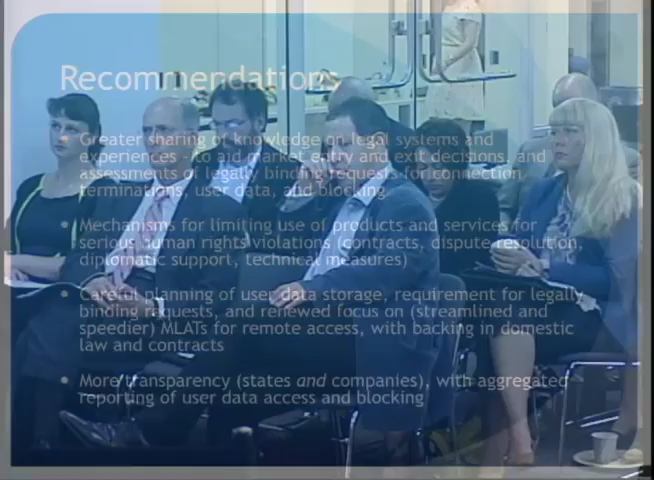 Recommendations
• Greater sharing of knowledge on legal systems and
experiences to aid market entry and exit decisions, and
assessments of legal binding requests for connection
terminations, user data, and blocking
• Mechanisms for limiting use of products and services for
serious human rights violations (contracts, dispute resolution,
diplomatic support, technical measures)
• Careful planning of user data storage, requirement for legally
binding requests, and renewed focus on (streamlined and
speedier) MLATs for remote access, with backing in domestic
law and contracts
• More transparency (states and companies), with aggregated
reporting of user data access and blocking